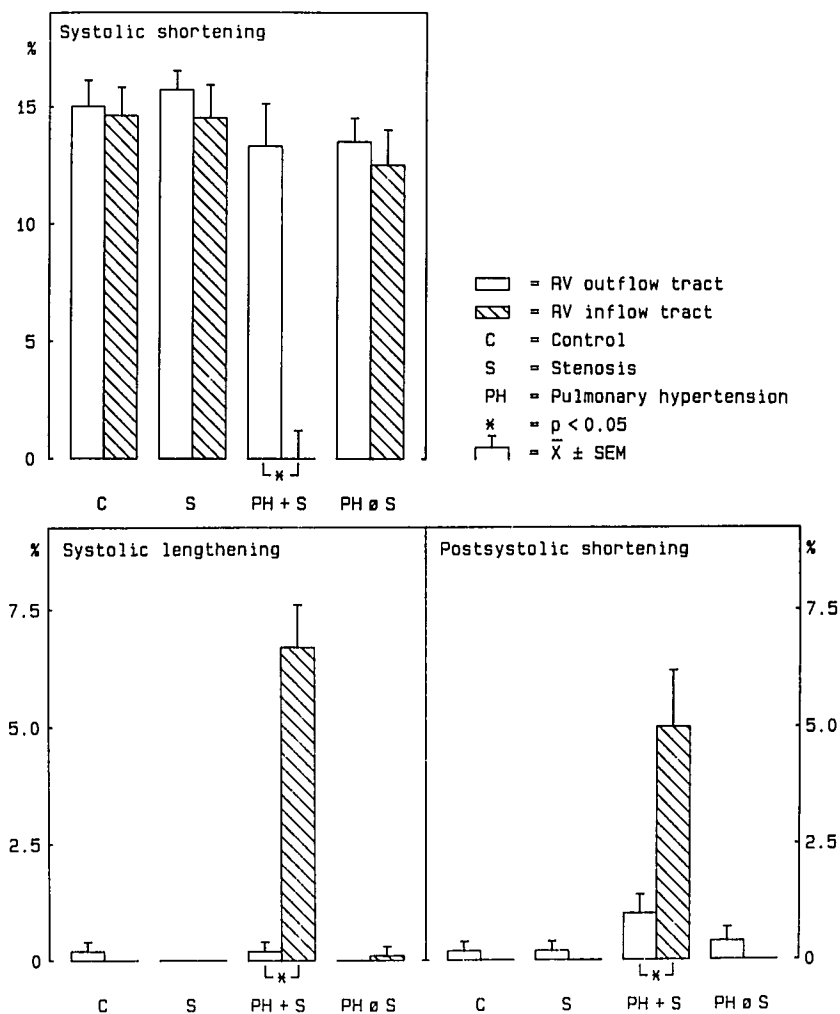 Systolic shortening
%
15
10
5
0
*
C S PH + S PH ø S
= RV outflow tract
= RV inflow tract
C = Control
S = Stenosis
PH = Pulmonary hypertension
* = p < 0.05
= X̄ ± SEM
% Systolic lengthening
7.5
5.0
2.5
0
*
C S PH + S PH ø S
Postsystolic shortening %
7.5
5.0
2.5
0
*
C S PH + S PH ø S